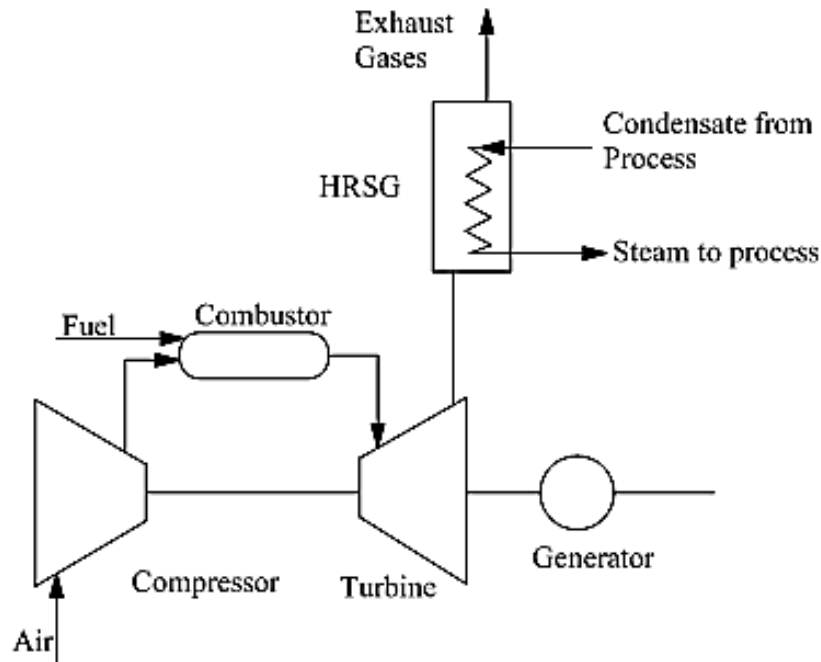 Exhaust
Gases
Condensate from
Process
HRSG
Steam to process
Combustor
Fuel
Generator
Compressor
Turbine
Air